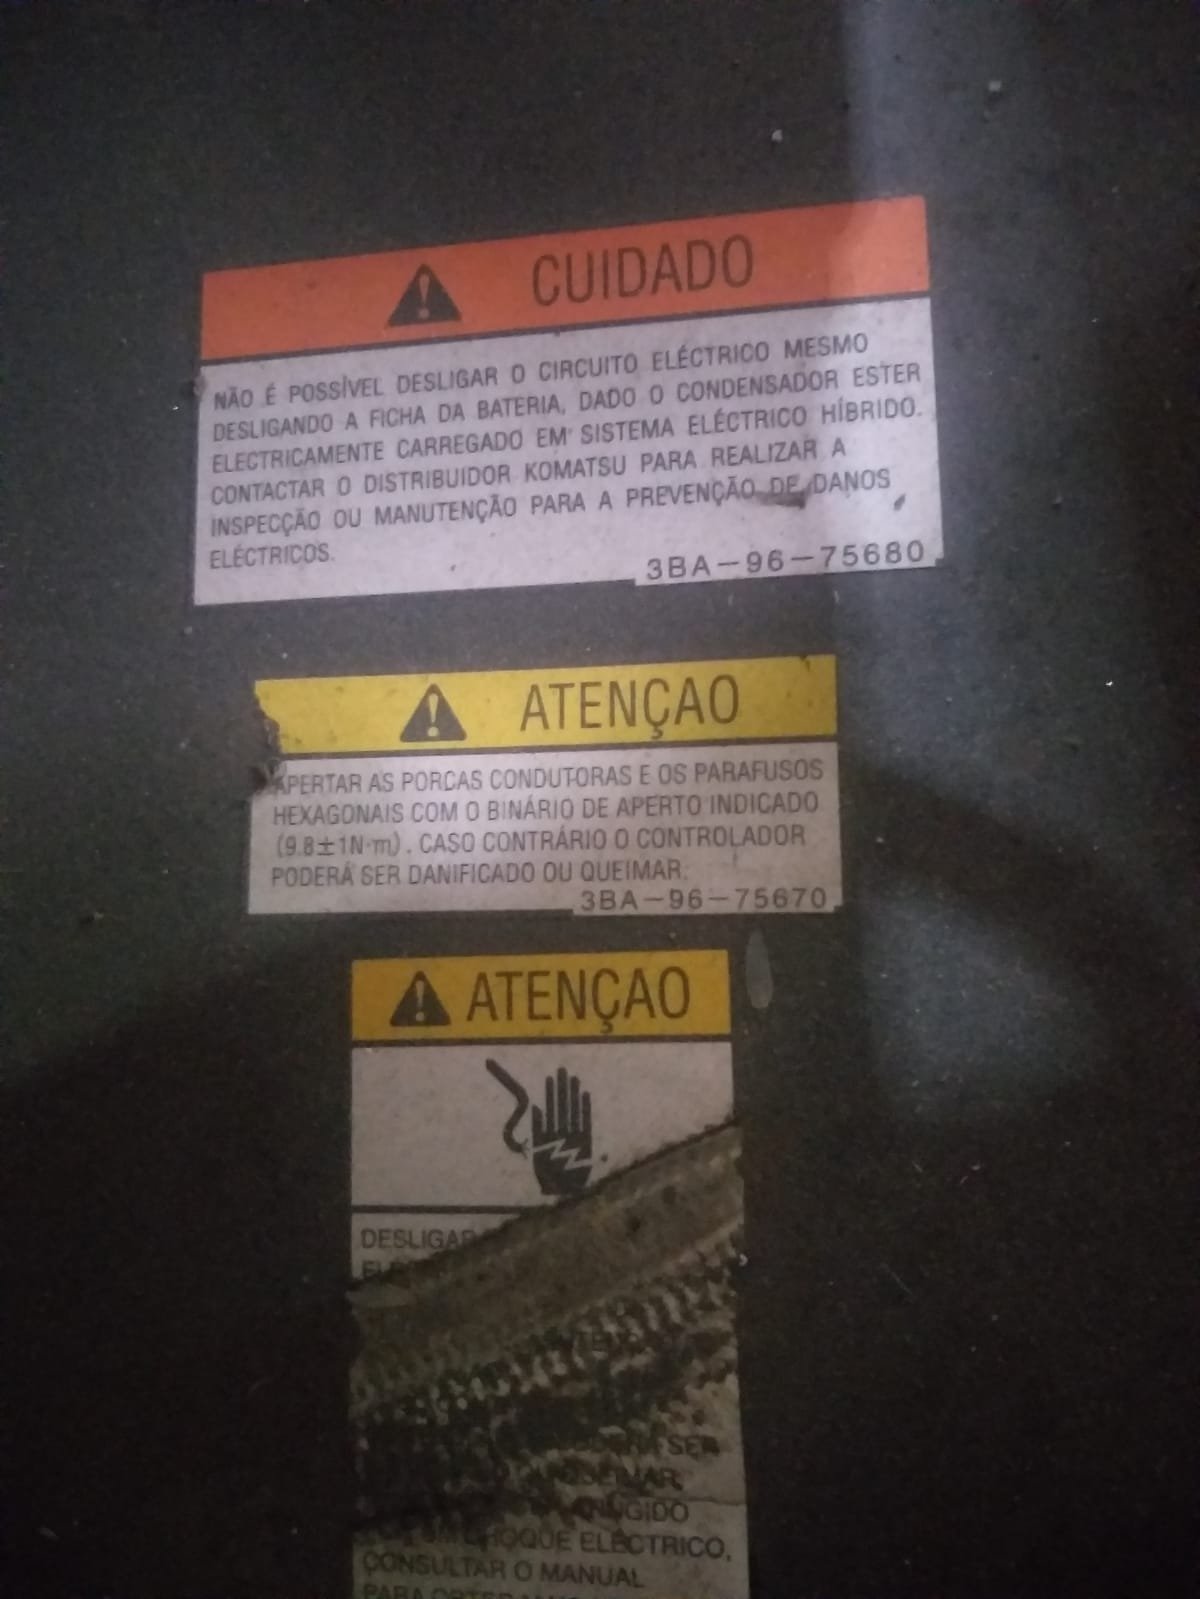 CUIDADO
NÃO É POSSÍVEL DESLIGAR O CIRCUITO ELÉCTRICO MESMO
DESLIGANDO A FICHA DA BATERIA, DADO O CONDENSADOR ESTER
ELECTRICAMENTE CARREGADO EM SISTEMA ELÉCTRICO HÍBRIDO.
CONTACTAR O DISTRIBUIDOR KOMATSU PARA REALIZAR A
INSPECÇÃO OU MANUTENÇÃO PARA A PREVENÇÃO DE DANOS
ELÉCTRICOS.
3BA-96-75680
ATENÇAO
APERTAR AS PORCAS CONDUTORAS E OS PARAFUSOS
HEXAGONAIS COM O BINÁRIO DE APERTO INDICADO
(9.8±1N·m). CASO CONTRÁRIO O CONTROLADOR
PODERÁ SER DANIFICADO OU QUEIMAR.
3BA-96-75670
ATENÇAO
DESLIGAR
SER
CHOQUE ELÉCTRICO,
CONSULTAR O MANUAL
PARA OBTER